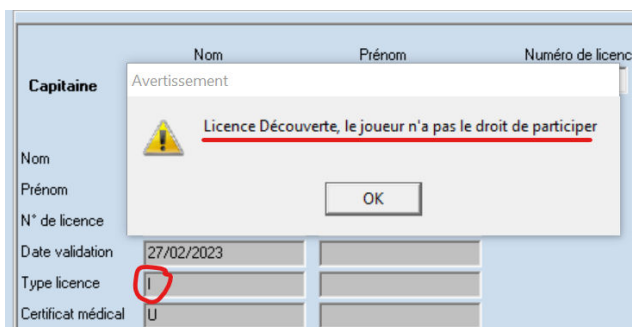 Nom Prénom Numéro de licenc
Capitaine
Avertissement
Licence Découverte, le joueur n'a pas le droit de participer
OK
Nom
Prénom
N° de licence
Date validation 27/02/2023
Type licence I
Certificat médical U